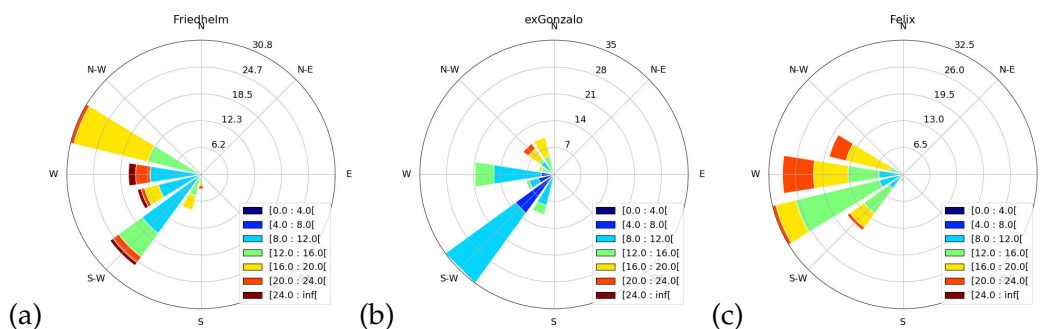 Friedhelm
N
30.8
24.7
18.5
12.3
6.2
N-W
N-E
W
E
S-W
S
[0.0 : 4.0[
[4.0 : 8.0[
[8.0 : 12.0[
[12.0 : 16.0[
[16.0 : 20.0[
[20.0 : 24.0[
[24.0 : inf[
(a)
exGonzalo
N
35
28
21
14
7
N-W
N-E
W
E
S-W
S
[0.0 : 4.0[
[4.0 : 8.0[
[8.0 : 12.0[
[12.0 : 16.0[
[16.0 : 20.0[
[20.0 : 24.0[
[24.0 : inf[
(b)
Felix
N
32.5
26.0
19.5
13.0
6.5
N-W
N-E
W
E
S-W
S
[0.0 : 4.0[
[4.0 : 8.0[
[8.0 : 12.0[
[12.0 : 16.0[
[16.0 : 20.0[
[20.0 : 24.0[
[24.0 : inf[
(c)